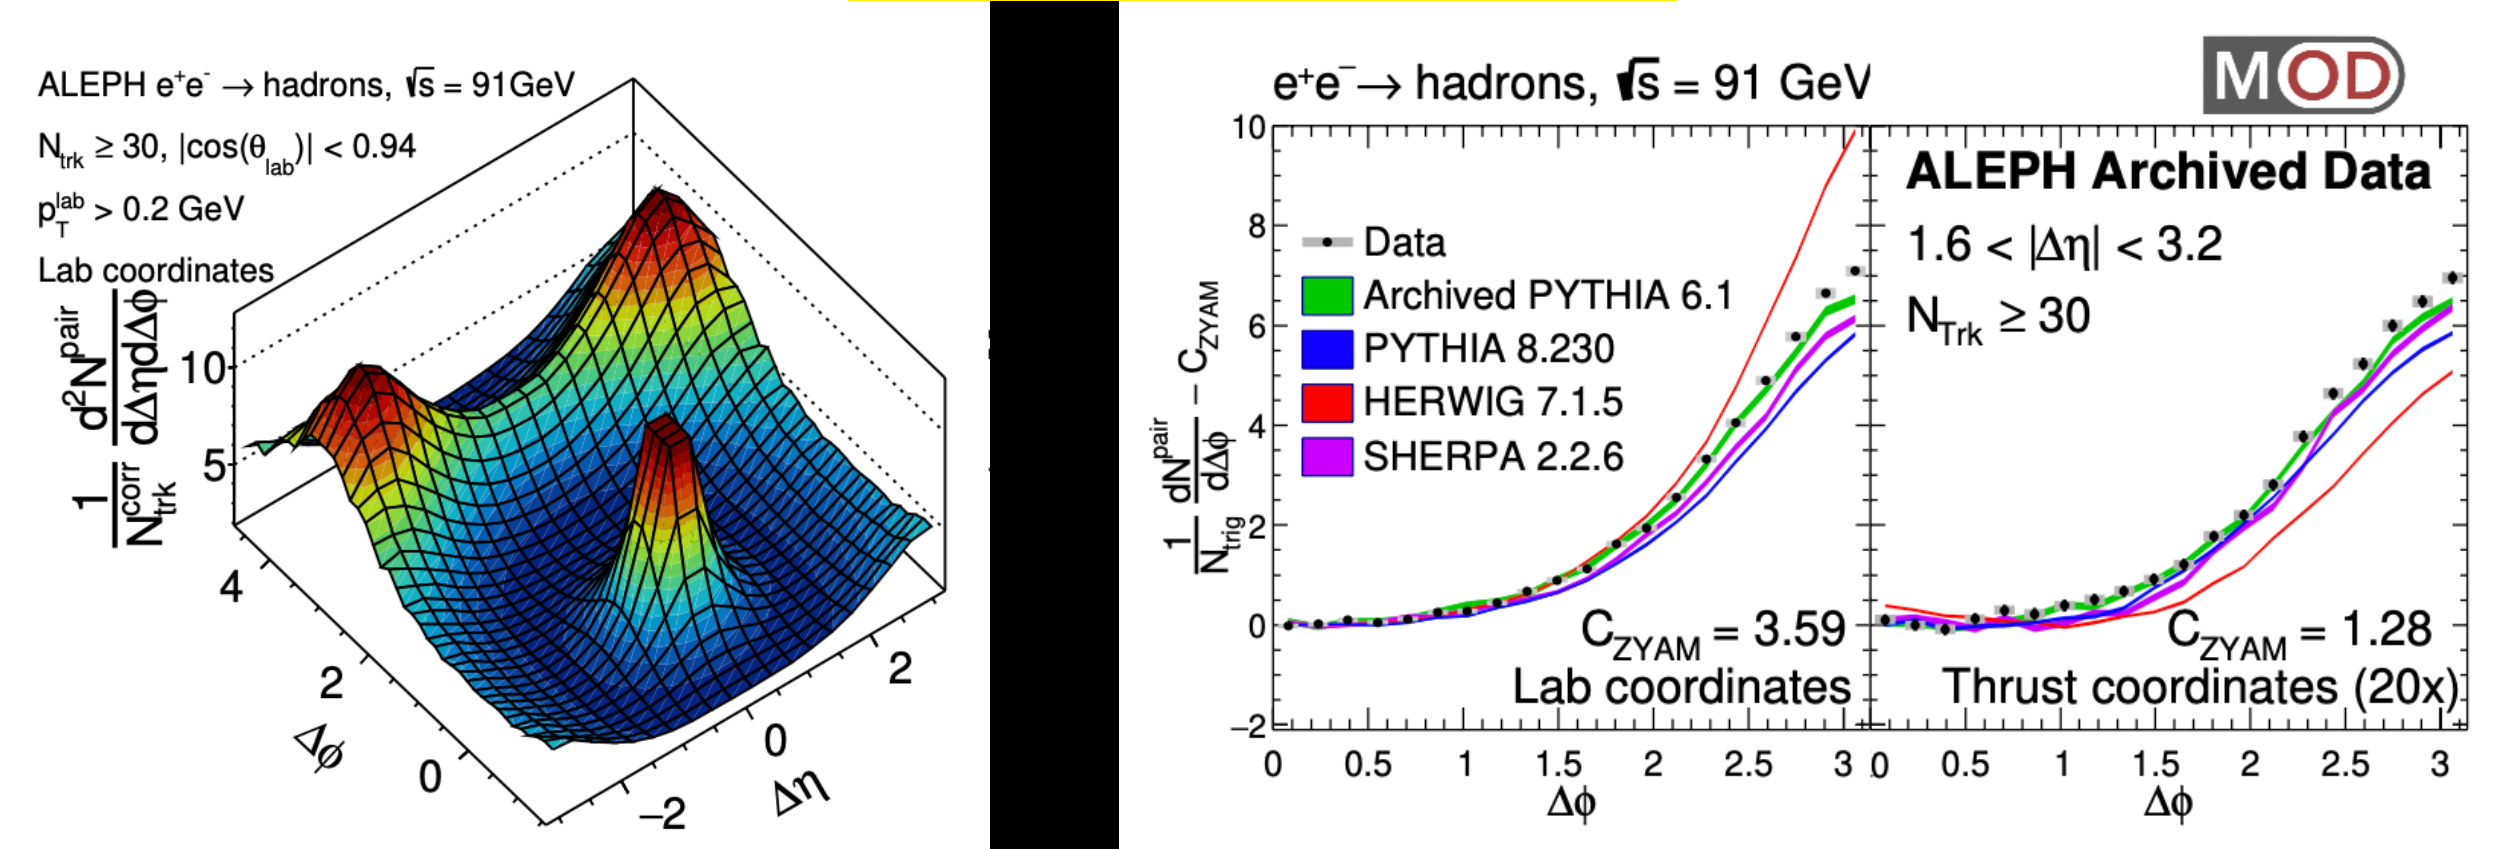 ALEPH e⁺e⁻ → hadrons, √s = 91GeV
N_trk ≥ 30, |cos(θ_lab)| < 0.94
p_T^lab > 0.2 GeV
Lab coordinates
1/N_trk^corr d²N^pair/dΔηdΔϕ
10
5
4
2
0
Δϕ
−2
0
2
Δη
e⁺e⁻ → hadrons, √s = 91 GeV
MOD
1/N_trig dN^pair/dΔϕ − C_ZYAM
10
8
6
4
2
0
−2
Data
Archived PYTHIA 6.1
PYTHIA 8.230
HERWIG 7.1.5
SHERPA 2.2.6
C_ZYAM = 3.59
Lab coordinates
0 0.5 1 1.5 2 2.5 3
Δϕ
ALEPH Archived Data
1.6 < |Δη| < 3.2
N_Trk ≥ 30
C_ZYAM = 1.28
Thrust coordinates (20x)
0 0.5 1 1.5 2 2.5 3
Δϕ